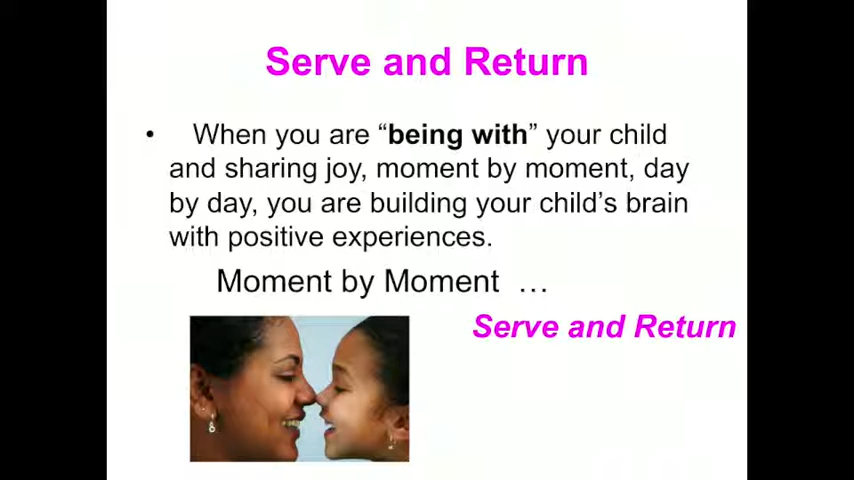 Serve and Return
• When you are “being with” your child
and sharing joy, moment by moment, day
by day, you are building your child’s brain
with positive experiences.
Moment by Moment …
Serve and Return